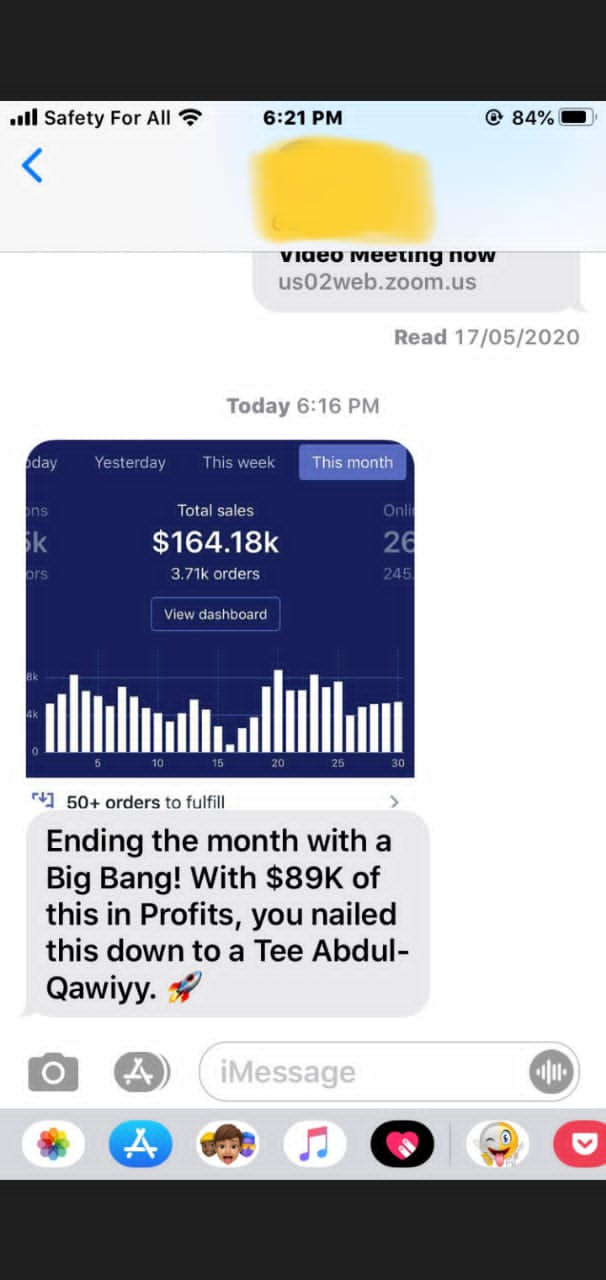 Safety For All 6:21 PM 84%
Video Meeting now
us02web.zoom.us
Read 17/05/2020
Today 6:16 PM
oday Yesterday This week This month
ons Total sales Onli
5k $164.18k 26
ors 3.71k orders 245.
View dashboard
8k
4k
0
5 10 15 20 25 30
50+ orders to fulfill
Ending the month with a
Big Bang! With $89K of
this in Profits, you nailed
this down to a Tee Abdul-
Qawiyy. 🚀
iMessage